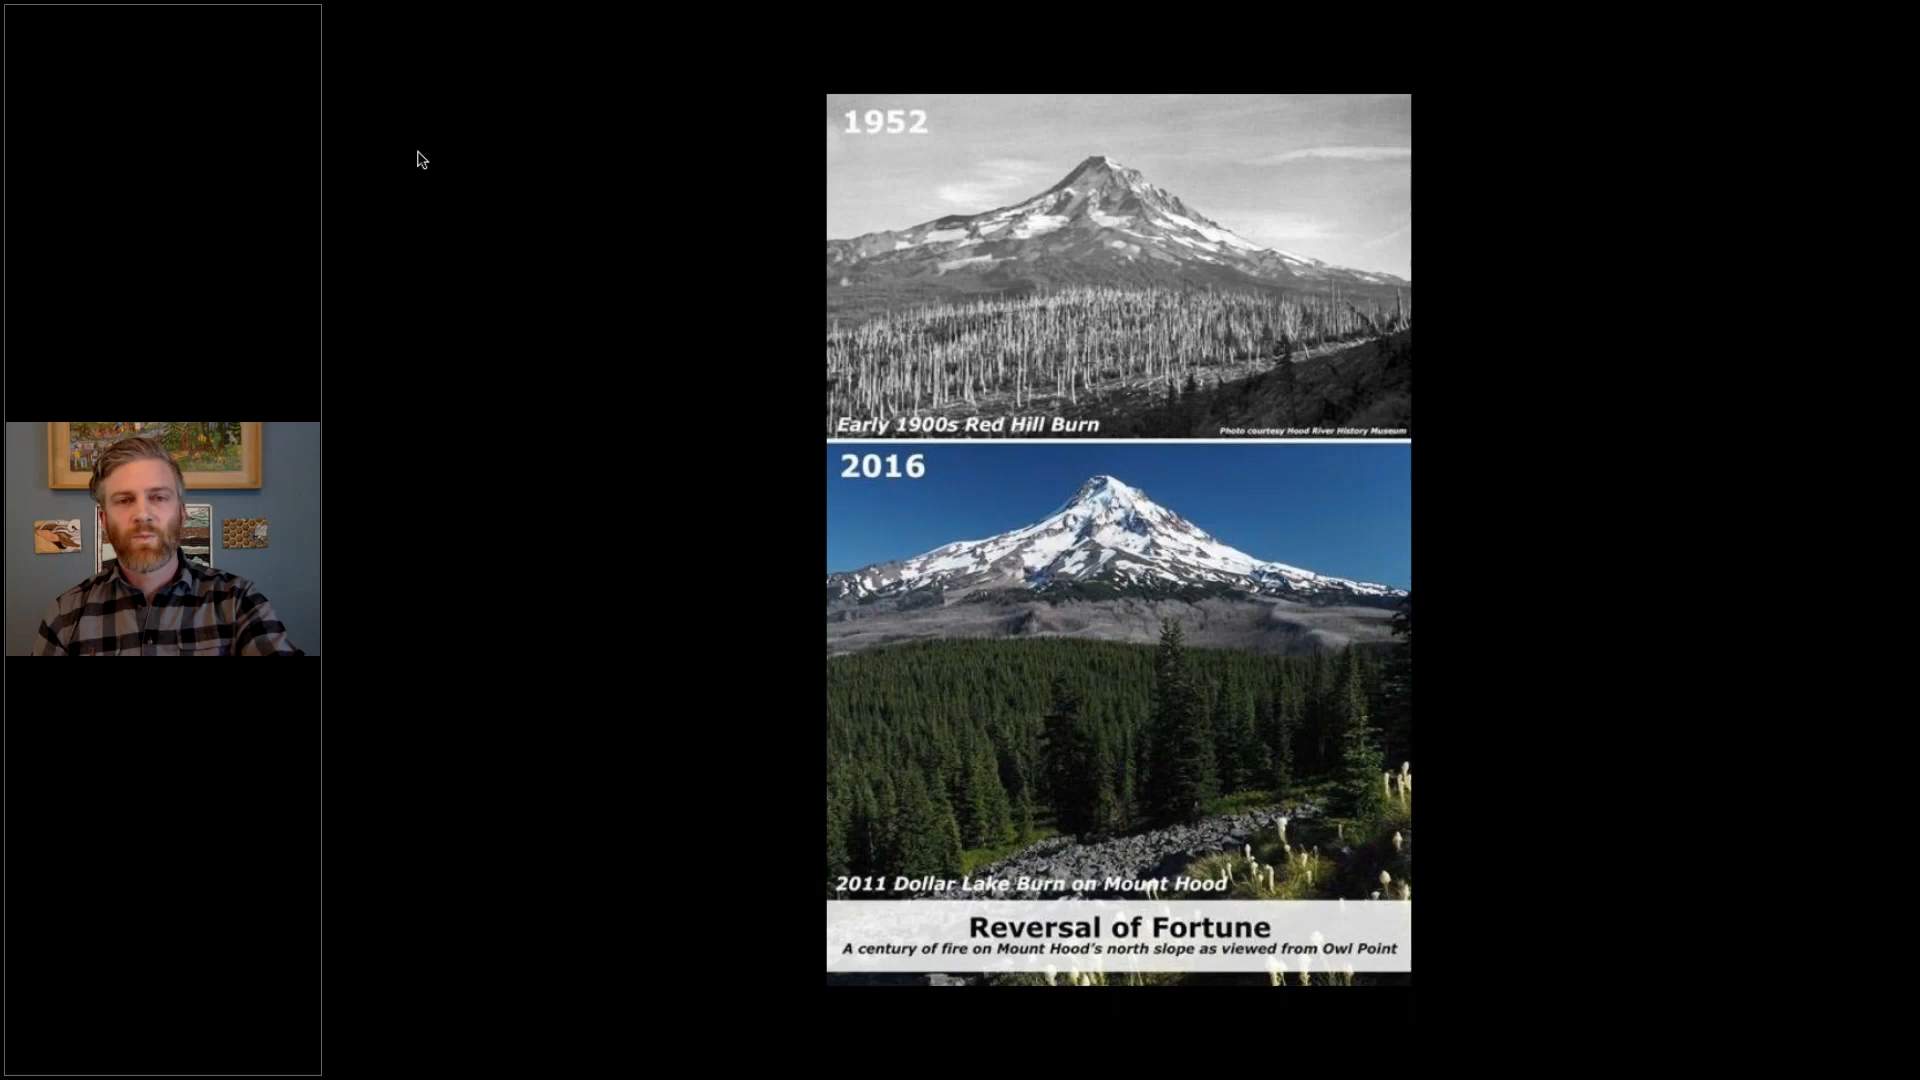 1952
Early 1900s Red Hill Burn
Photo courtesy Hood River History Museum
2016
2011 Dollar Lake Burn on Mount Hood
Reversal of Fortune
A century of fire on Mount Hood's north slope as viewed from Owl Point